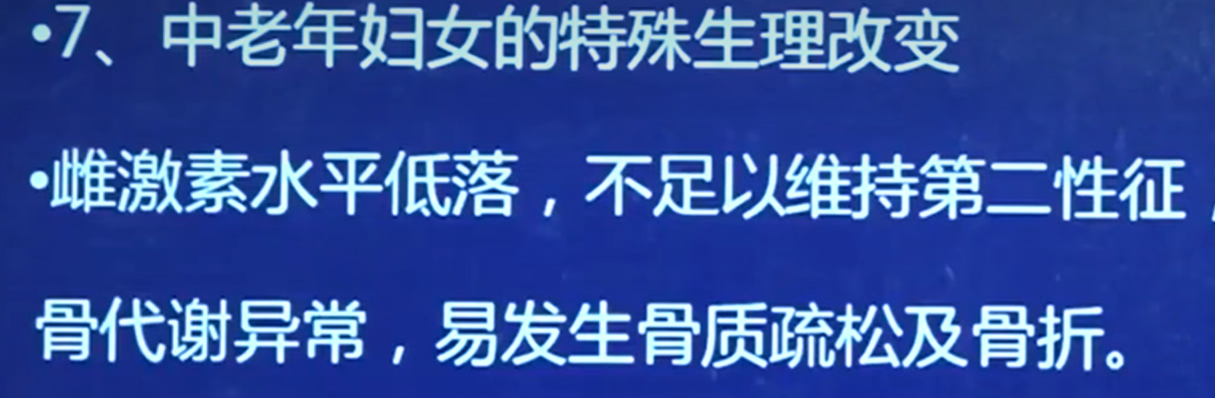 •7、中老年妇女的特殊生理改变
•雌激素水平低落，不足以维持第二性征，
骨代谢异常，易发生骨质疏松及骨折。